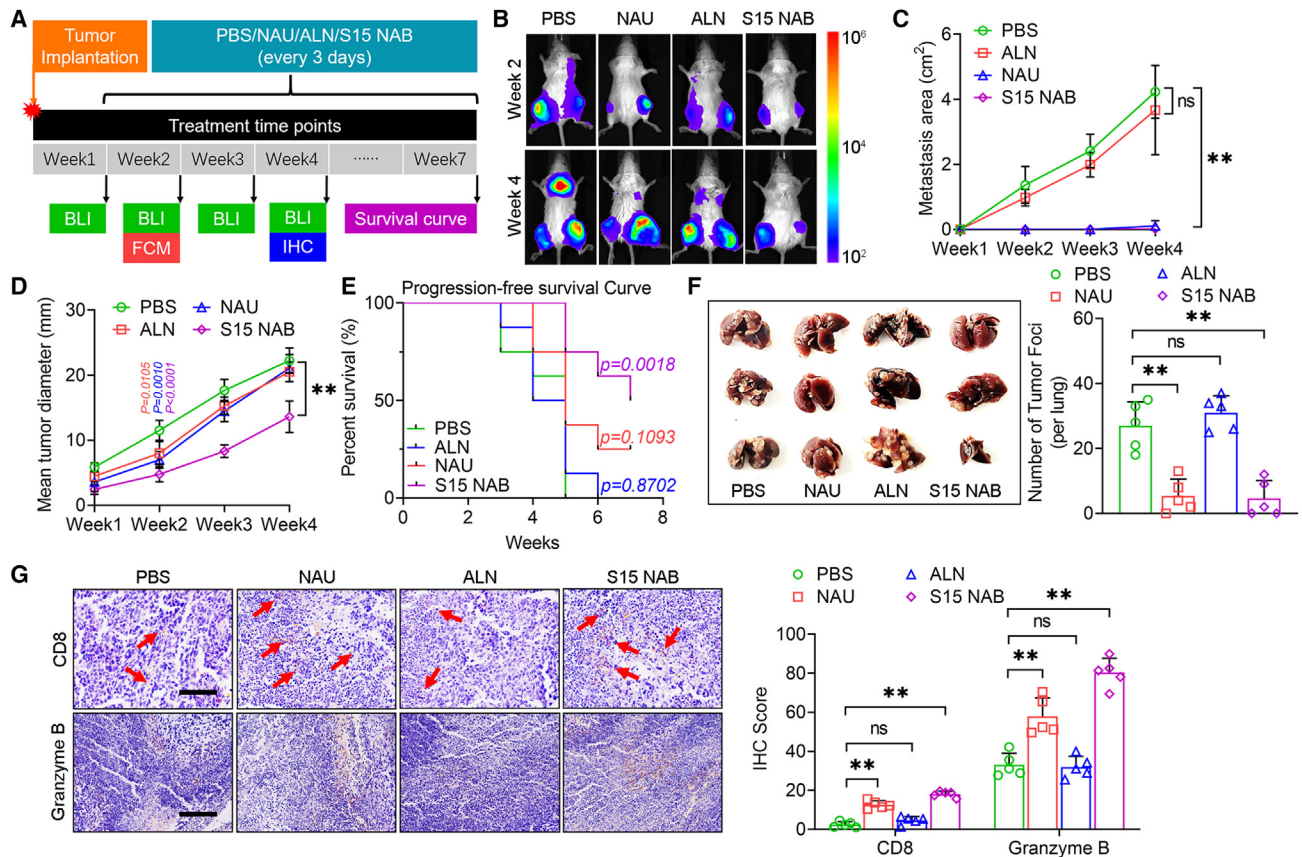 A
Tumor
Implantation
PBS/NAU/ALN/S15 NAB
(every 3 days)
Treatment time points
Week1 Week2 Week3 Week4 ...... Week7
BLI BLI BLI BLI Survival curve
FCM IHC
B
PBS NAU ALN S15 NAB
Week 2
Week 4
10^6
10^4
10^2
C
Metastasis area (cm²)
PBS
ALN
NAU
S15 NAB
ns
**
4
2
0
Week1 Week2 Week3 Week4
D
Mean tumor diameter (mm)
PBS NAU
ALN S15 NAB
30
20
10
0
P=0.0105
P=0.0010
P<0.0001
**
Week1 Week2 Week3 Week4
E
Progression-free survival Curve
Percent survival (%)
100
50
0
PBS
ALN
NAU
S15 NAB
p=0.0018
p=0.1093
p=0.8702
0 2 4 6 8
Weeks
F
PBS NAU ALN S15 NAB
PBS ALN
NAU S15 NAB
Number of Tumor Foci
(per lung)
60
40
20
0
**
ns
**
G
PBS NAU ALN S15 NAB
CD8
Granzyme B
PBS ALN
NAU S15 NAB
IHC Score
100
80
60
40
20
0
**
ns
**
**
ns
**
CD8 Granzyme B